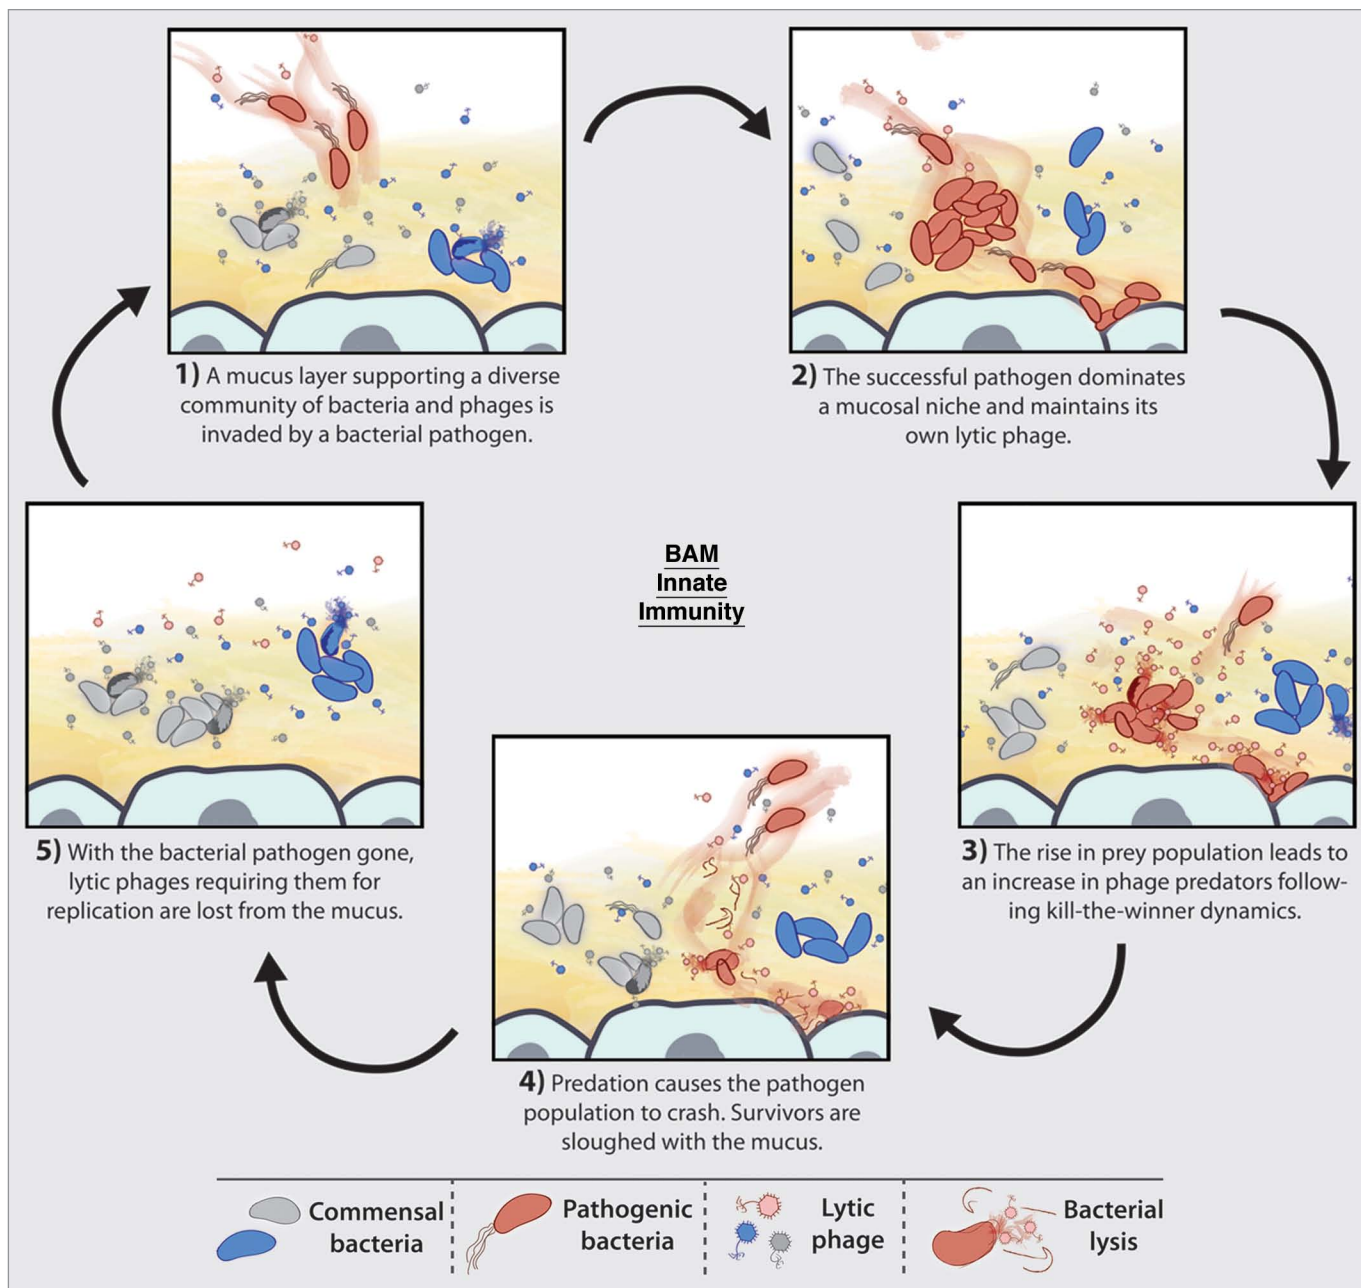 1) A mucus layer supporting a diverse
community of bacteria and phages is
invaded by a bacterial pathogen.
2) The successful pathogen dominates
a mucosal niche and maintains its
own lytic phage.
BAM
Innate
Immunity
3) The rise in prey population leads to
an increase in phage predators follow-
ing kill-the-winner dynamics.
4) Predation causes the pathogen
population to crash. Survivors are
sloughed with the mucus.
5) With the bacterial pathogen gone,
lytic phages requiring them for
replication are lost from the mucus.
Commensal
bacteria
Pathogenic
bacteria
Lytic
phage
Bacterial
lysis